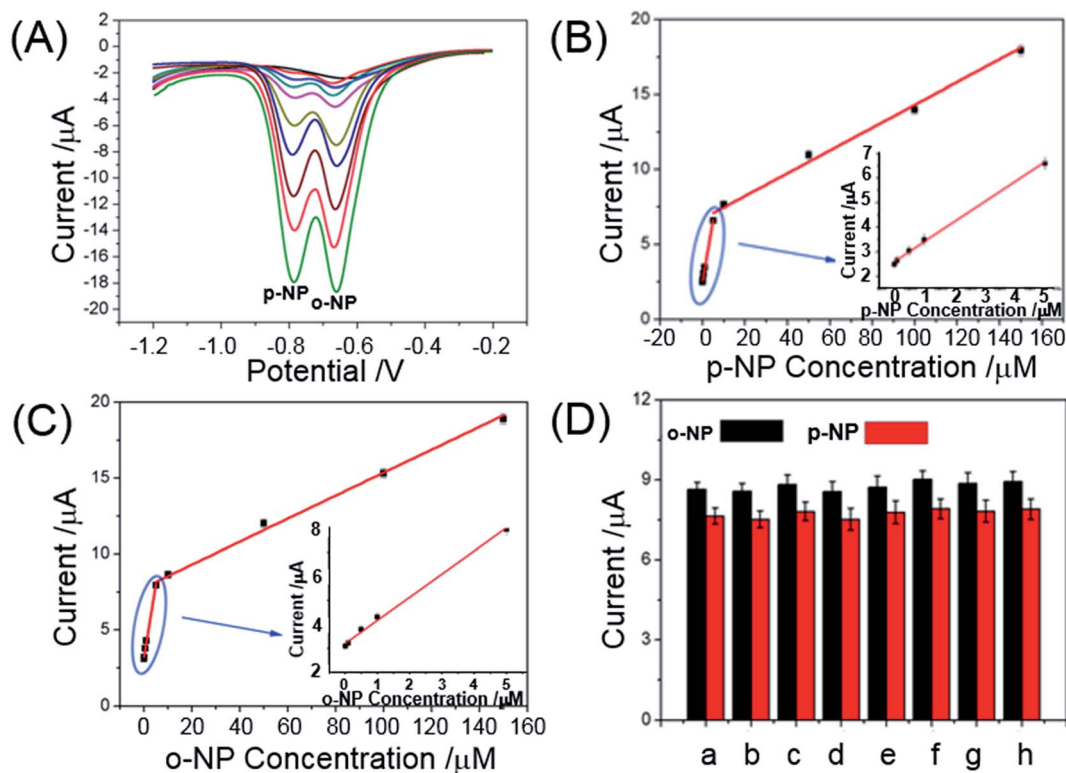 (A)
2
0
-2
-4
-6
-8
-10
-12
-14
-16
-18
-20
Current /μA
p-NP
o-NP
-1.2
-1.0
-0.8
-0.6
-0.4
-0.2
Potential /V
(B)
20
15
10
5
0
Current /μA
7
6
5
4
3
2
Current /μA
0
1
2
3
4
5
p-NP Concentration /μM
-20
0
20
40
60
80
100
120
140
160
p-NP Concentration /μM
(C)
20
15
10
5
0
Current /μA
8
6
4
2
Current /μA
0
1
2
3
4
5
o-NP Concentration /μM
0
20
40
60
80
100
120
140
160
o-NP Concentration /μM
(D)
12
9
6
3
0
Current /μA
o-NP
p-NP
a
b
c
d
e
f
g
h